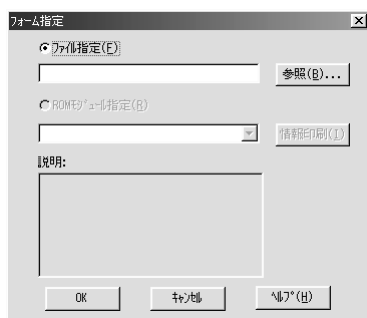 フォーム指定
ﾌｧｲﾙ指定(F)
参照(B)...
ROMﾓｼﾞｭｰﾙ指定(R)
情報印刷(I)
説明:
OK
ｷｬﾝｾﾙ
ﾍﾙﾌﾟ(H)